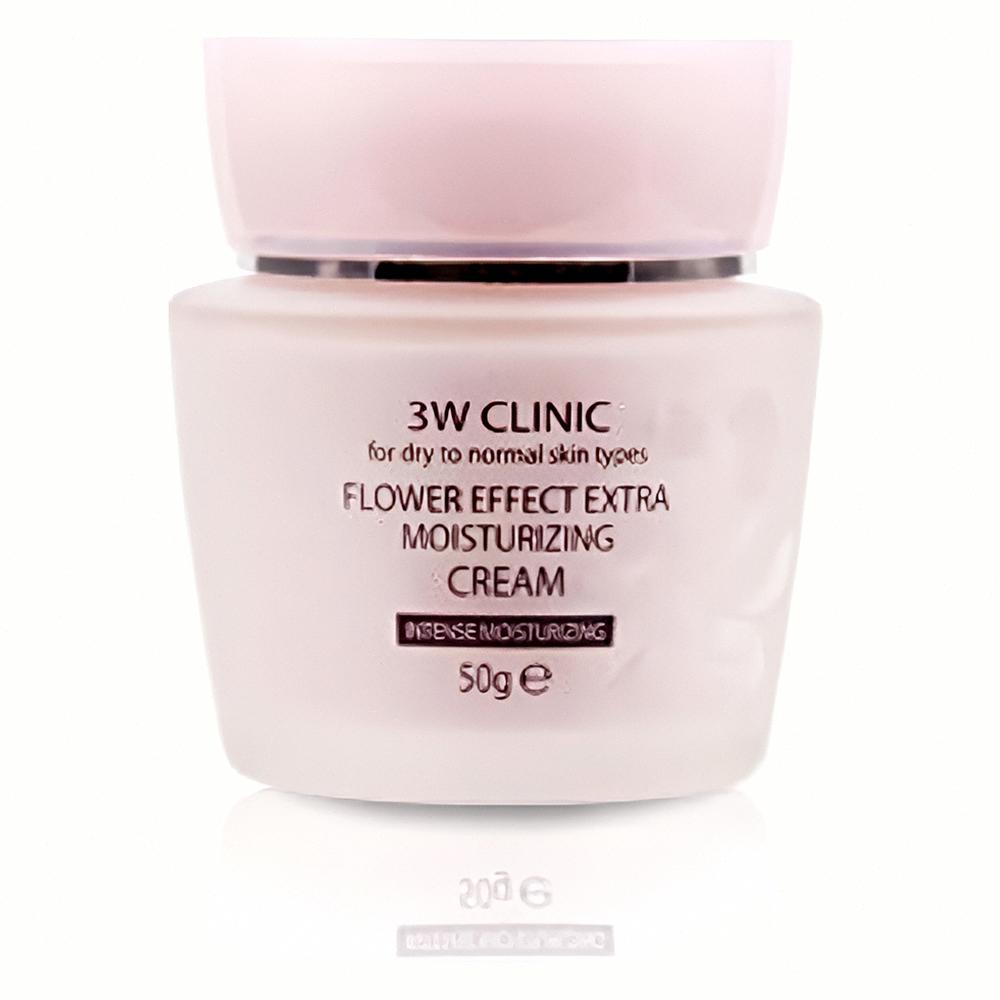 3W CLINIC
for dry to normal skin types
FLOWER EFFECT EXTRA
MOISTURIZING
CREAM
INTENSE MOISTURIZING
50g ℮